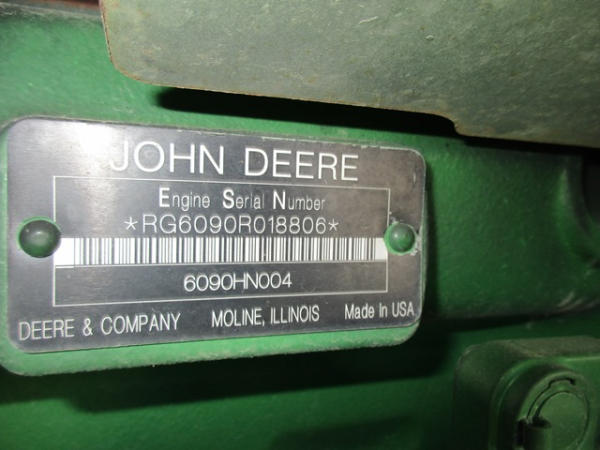 JOHN DEERE
Engine Serial Number
*RG6090R018806*
6090HN004
DEERE & COMPANY MOLINE, ILLINOIS Made In USA